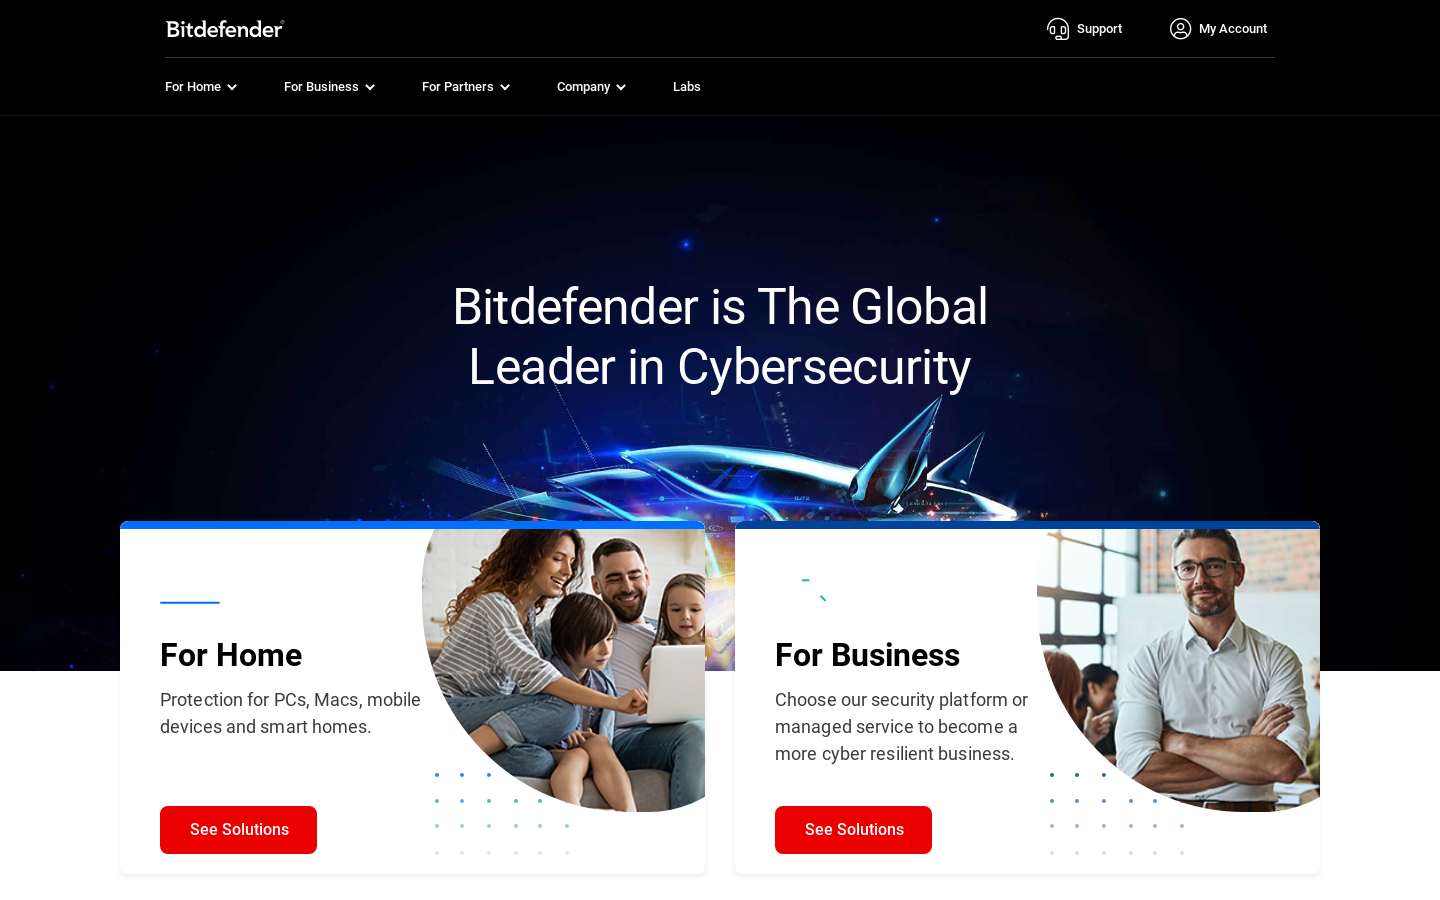 Bitdefender®
Support
My Account
For Home
For Business
For Partners
Company
Labs
Bitdefender is The Global
Leader in Cybersecurity
For Home
Protection for PCs, Macs, mobile
devices and smart homes.
See Solutions
For Business
Choose our security platform or
managed service to become a
more cyber resilient business.
See Solutions